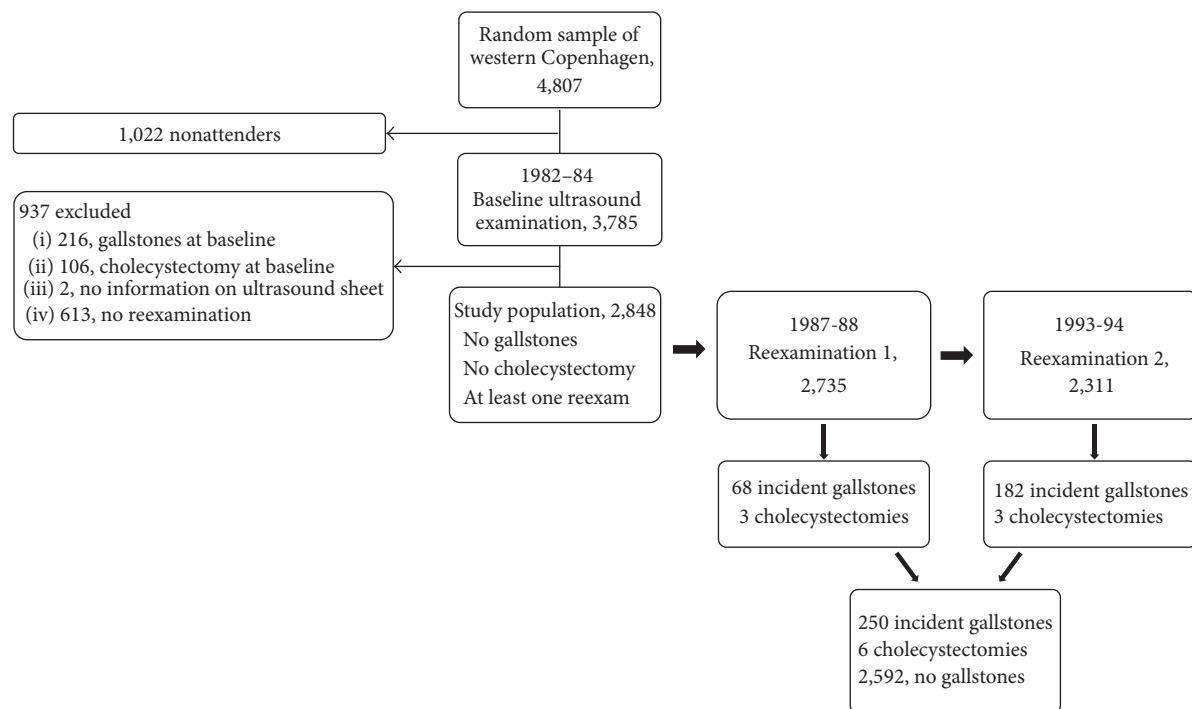 Random sample of
western Copenhagen,
4,807
1,022 nonattenders
1982–84
Baseline ultrasound
examination, 3,785
937 excluded
(i) 216, gallstones at baseline
(ii) 106, cholecystectomy at baseline
(iii) 2, no information on ultrasound sheet
(iv) 613, no reexamination
Study population, 2,848
No gallstones
No cholecystectomy
At least one reexam
1987-88
Reexamination 1,
2,735
1993-94
Reexamination 2,
2,311
68 incident gallstones
3 cholecystectomies
182 incident gallstones
3 cholecystectomies
250 incident gallstones
6 cholecystectomies
2,592, no gallstones